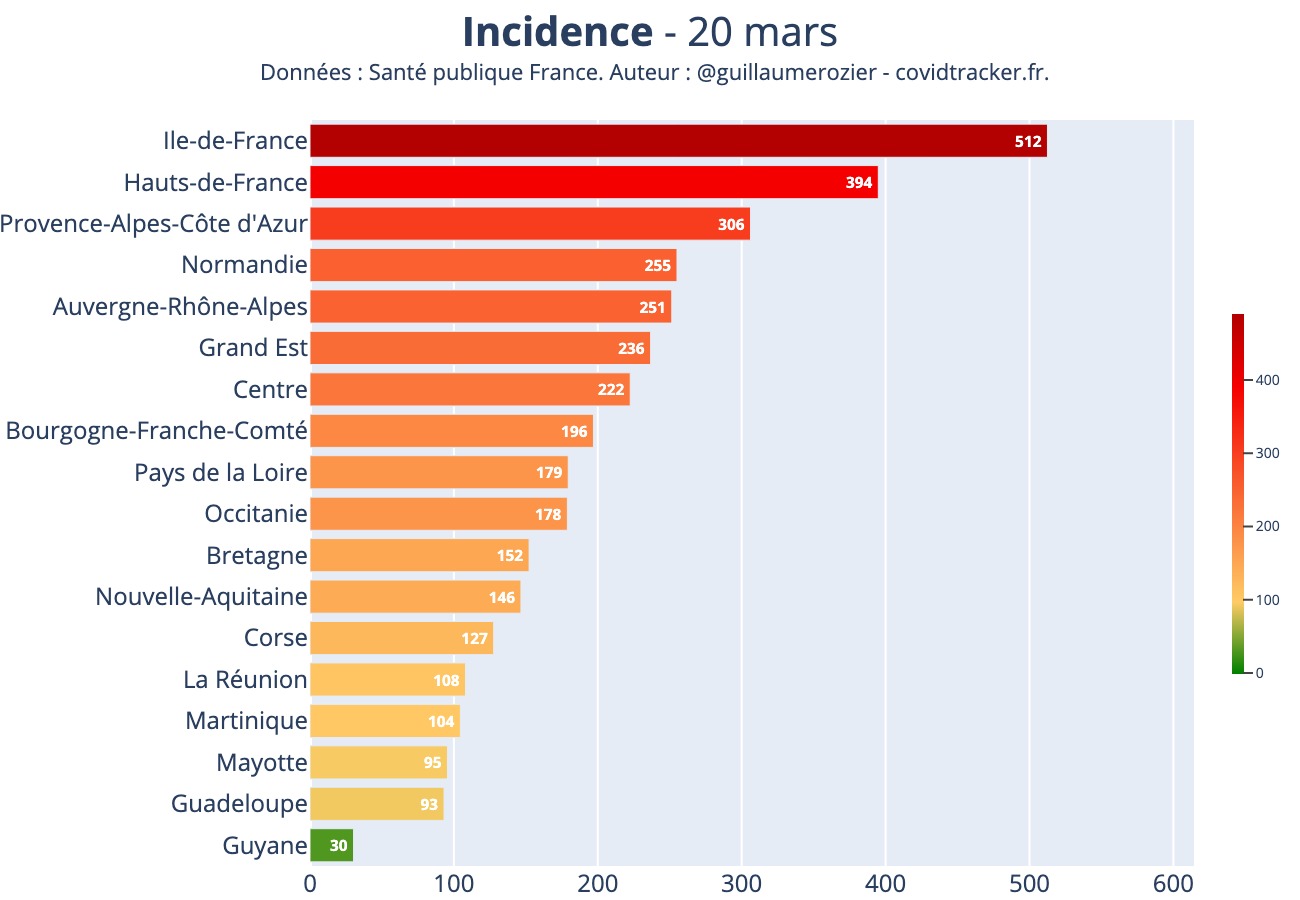 Incidence - 20 mars
Données : Santé publique France. Auteur : @guillaumerozier - covidtracker.fr.
Ile-de-France 512
Hauts-de-France 394
Provence-Alpes-Côte d'Azur 306
Normandie 255
Auvergne-Rhône-Alpes 251
Grand Est 236
Centre 222
Bourgogne-Franche-Comté 196
Pays de la Loire 179
Occitanie 178
Bretagne 152
Nouvelle-Aquitaine 146
Corse 127
La Réunion 108
Martinique 104
Mayotte 95
Guadeloupe 93
Guyane 30
0 100 200 300 400 500 600
400
300
200
100
0